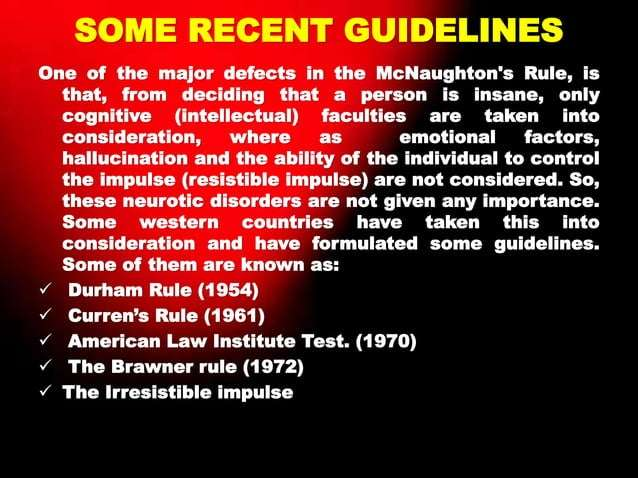 SOME RECENT GUIDELINES
One of the major defects in the McNaughton's Rule, is
that, from deciding that a person is insane, only
cognitive (intellectual) faculties are taken into
consideration, where as emotional factors,
hallucination and the ability of the individual to control
the impulse (resistible impulse) are not considered. So,
these neurotic disorders are not given any importance.
Some western countries have taken this into
consideration and have formulated some guidelines.
Some of them are known as:
✓ Durham Rule (1954)
✓ Curren’s Rule (1961)
✓ American Law Institute Test. (1970)
✓ The Brawner rule (1972)
✓ The Irresistible impulse